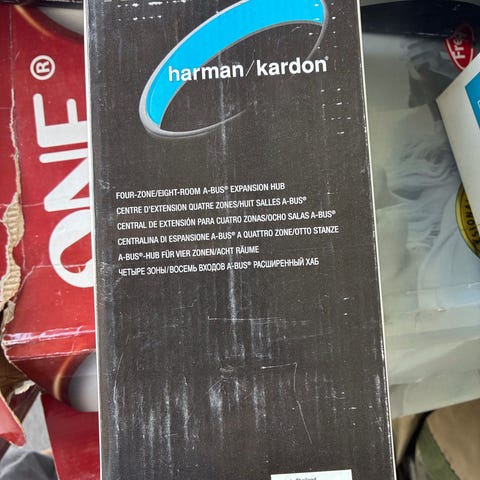 harman/kardon®
FOUR-ZONE/EIGHT-ROOM A-BUS® EXPANSION HUB
CENTRE D'EXTENSION QUATRE ZONES/HUIT SALLES A-BUS®
CENTRAL DE EXTENSIÓN PARA CUATRO ZONAS/OCHO SALAS A-BUS®
CENTRALINA DI ESPANSIONE A-BUS® A QUATTRO ZONE/OTTO STANZE
A-BUS®-HUB FÜR VIER ZONEN/ACHT RÄUME
ЧЕТЫРЕ ЗОНЫ/ВОСЕМЬ ВХОДОВ A-BUS® РАСШИРЕННЫЙ ХАБ
ONE®